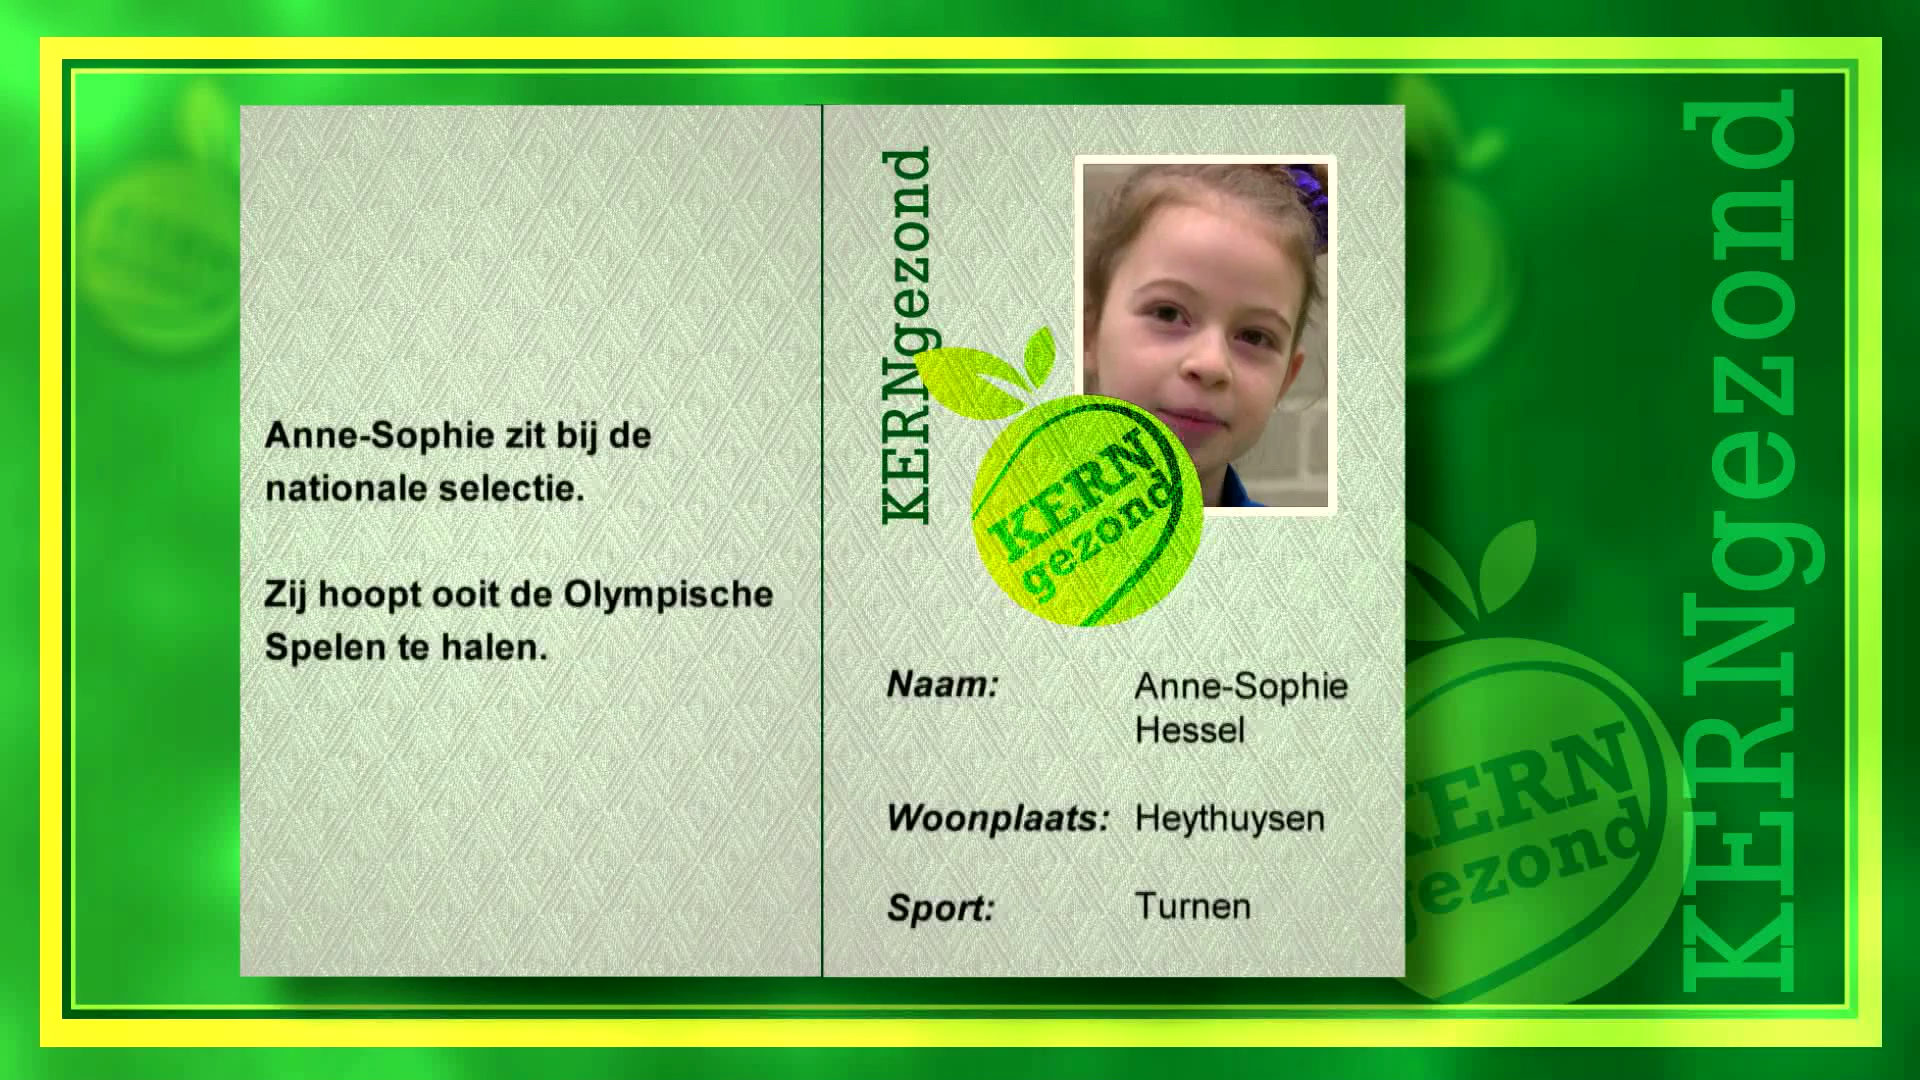 Anne-Sophie zit bij de
nationale selectie.
Zij hoopt ooit de Olympische
Spelen te halen.
KERNgezond
KERN
gezond
Naam: Anne-Sophie
Hessel
Woonplaats: Heythuysen
Sport: Turnen
KERN
gezond
KERNgezond